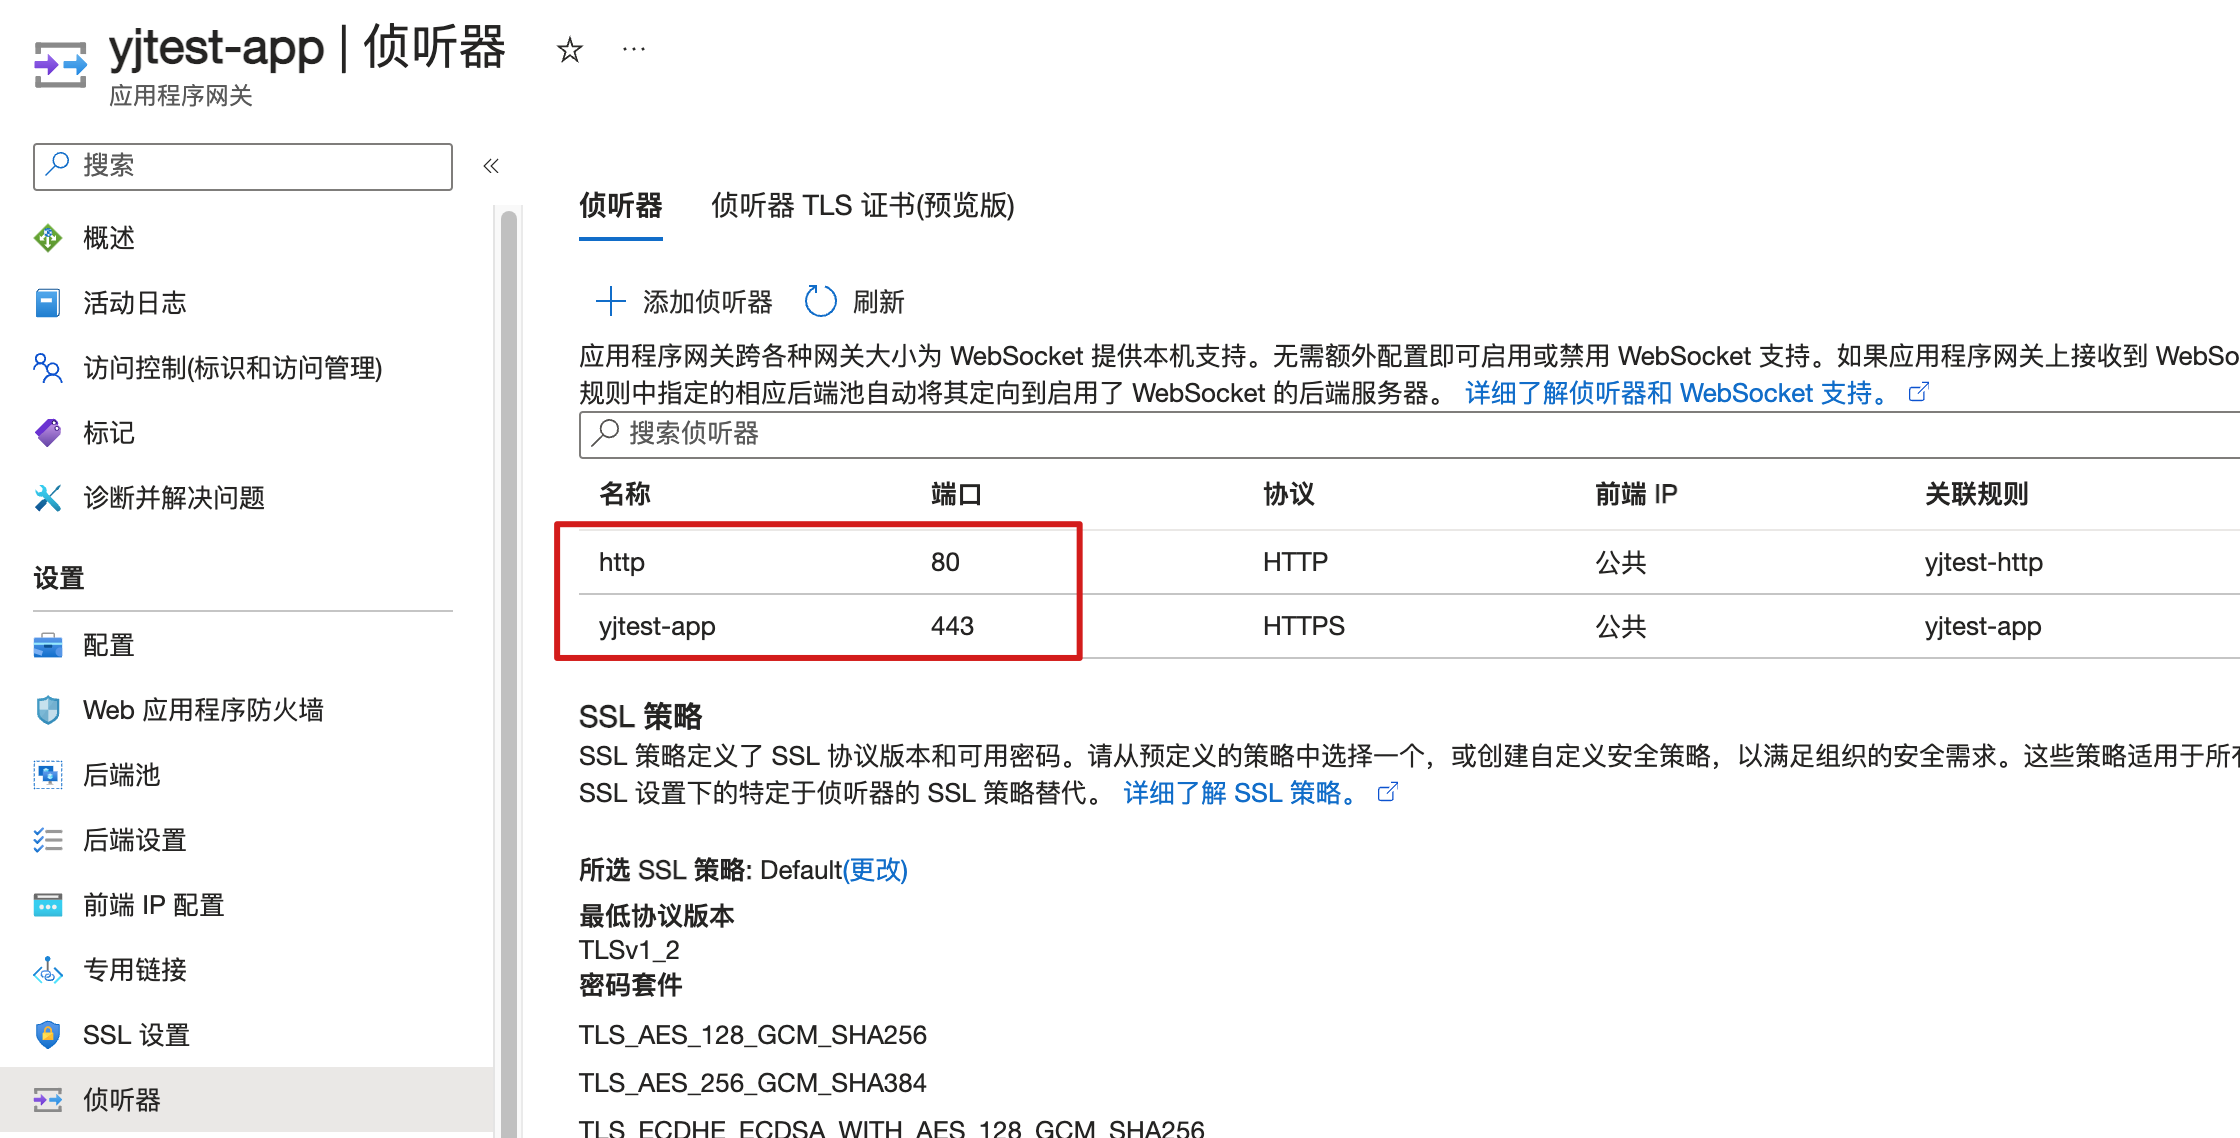 yjtest-app | 侦听器
应用程序网关
搜索
概述
活动日志
访问控制(标识和访问管理)
标记
诊断并解决问题
设置
配置
Web 应用程序防火墙
后端池
后端设置
前端 IP 配置
专用链接
SSL 设置
侦听器
侦听器 侦听器 TLS 证书(预览版)
添加侦听器 刷新
应用程序网关跨各种网关大小为 WebSocket 提供本机支持。无需额外配置即可启用或禁用 WebSocket 支持。如果应用程序网关上接收到 WebSo
规则中指定的相应后端池自动将其定向到启用了 WebSocket 的后端服务器。 详细了解侦听器和 WebSocket 支持。
搜索侦听器
名称 端口 协议 前端 IP 关联规则
http 80 HTTP 公共 yjtest-http
yjtest-app 443 HTTPS 公共 yjtest-app
SSL 策略
SSL 策略定义了 SSL 协议版本和可用密码。请从预定义的策略中选择一个，或创建自定义安全策略，以满足组织的安全需求。这些策略适用于所有
SSL 设置下的特定于侦听器的 SSL 策略替代。 详细了解 SSL 策略。
所选 SSL 策略: Default(更改)
最低协议版本
TLSv1_2
密码套件
TLS_AES_128_GCM_SHA256
TLS_AES_256_GCM_SHA384
TLS_ECDHE_ECDSA_WITH_AES_128_GCM_SHA256